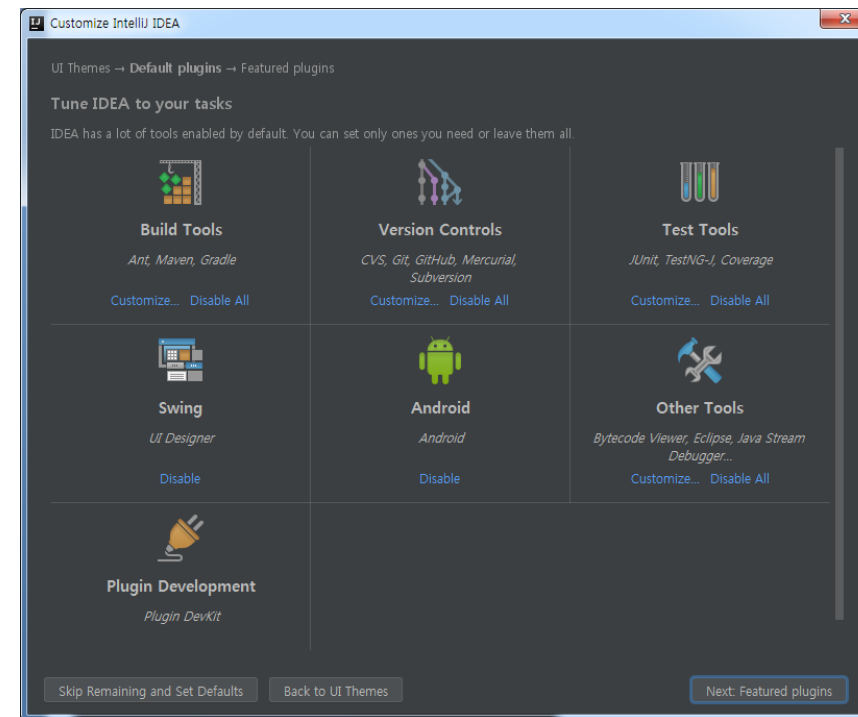 Customize IntelliJ IDEA
UI Themes → Default plugins → Featured plugins
Tune IDEA to your tasks
IDEA has a lot of tools enabled by default. You can set only ones you need or leave them all.
Build Tools
Ant, Maven, Gradle
Customize... Disable All
Version Controls
CVS, Git, GitHub, Mercurial,
Subversion
Customize... Disable All
Test Tools
JUnit, TestNG-J, Coverage
Customize... Disable All
Swing
UI Designer
Disable
Android
Android
Disable
Other Tools
Bytecode Viewer, Eclipse, Java Stream
Debugger...
Customize... Disable All
Plugin Development
Plugin DevKit
Skip Remaining and Set Defaults
Back to UI Themes
Next: Featured plugins